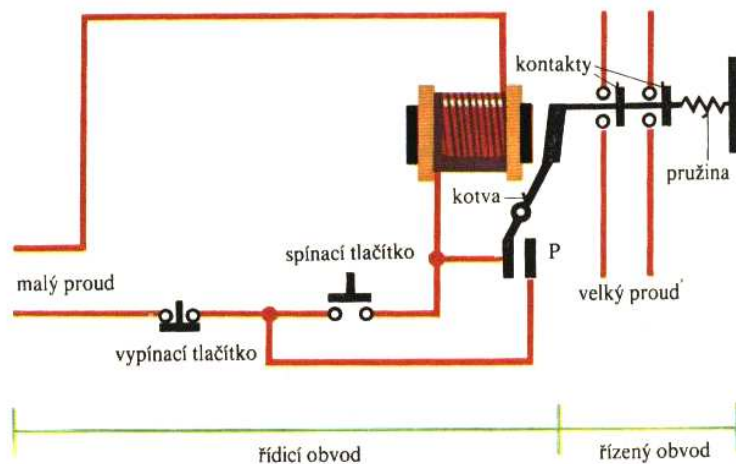 kontakty
pružina
kotva
P
spínací tlačítko
malý proud
velký proud
vypínací tlačítko
řídicí obvod
řízený obvod